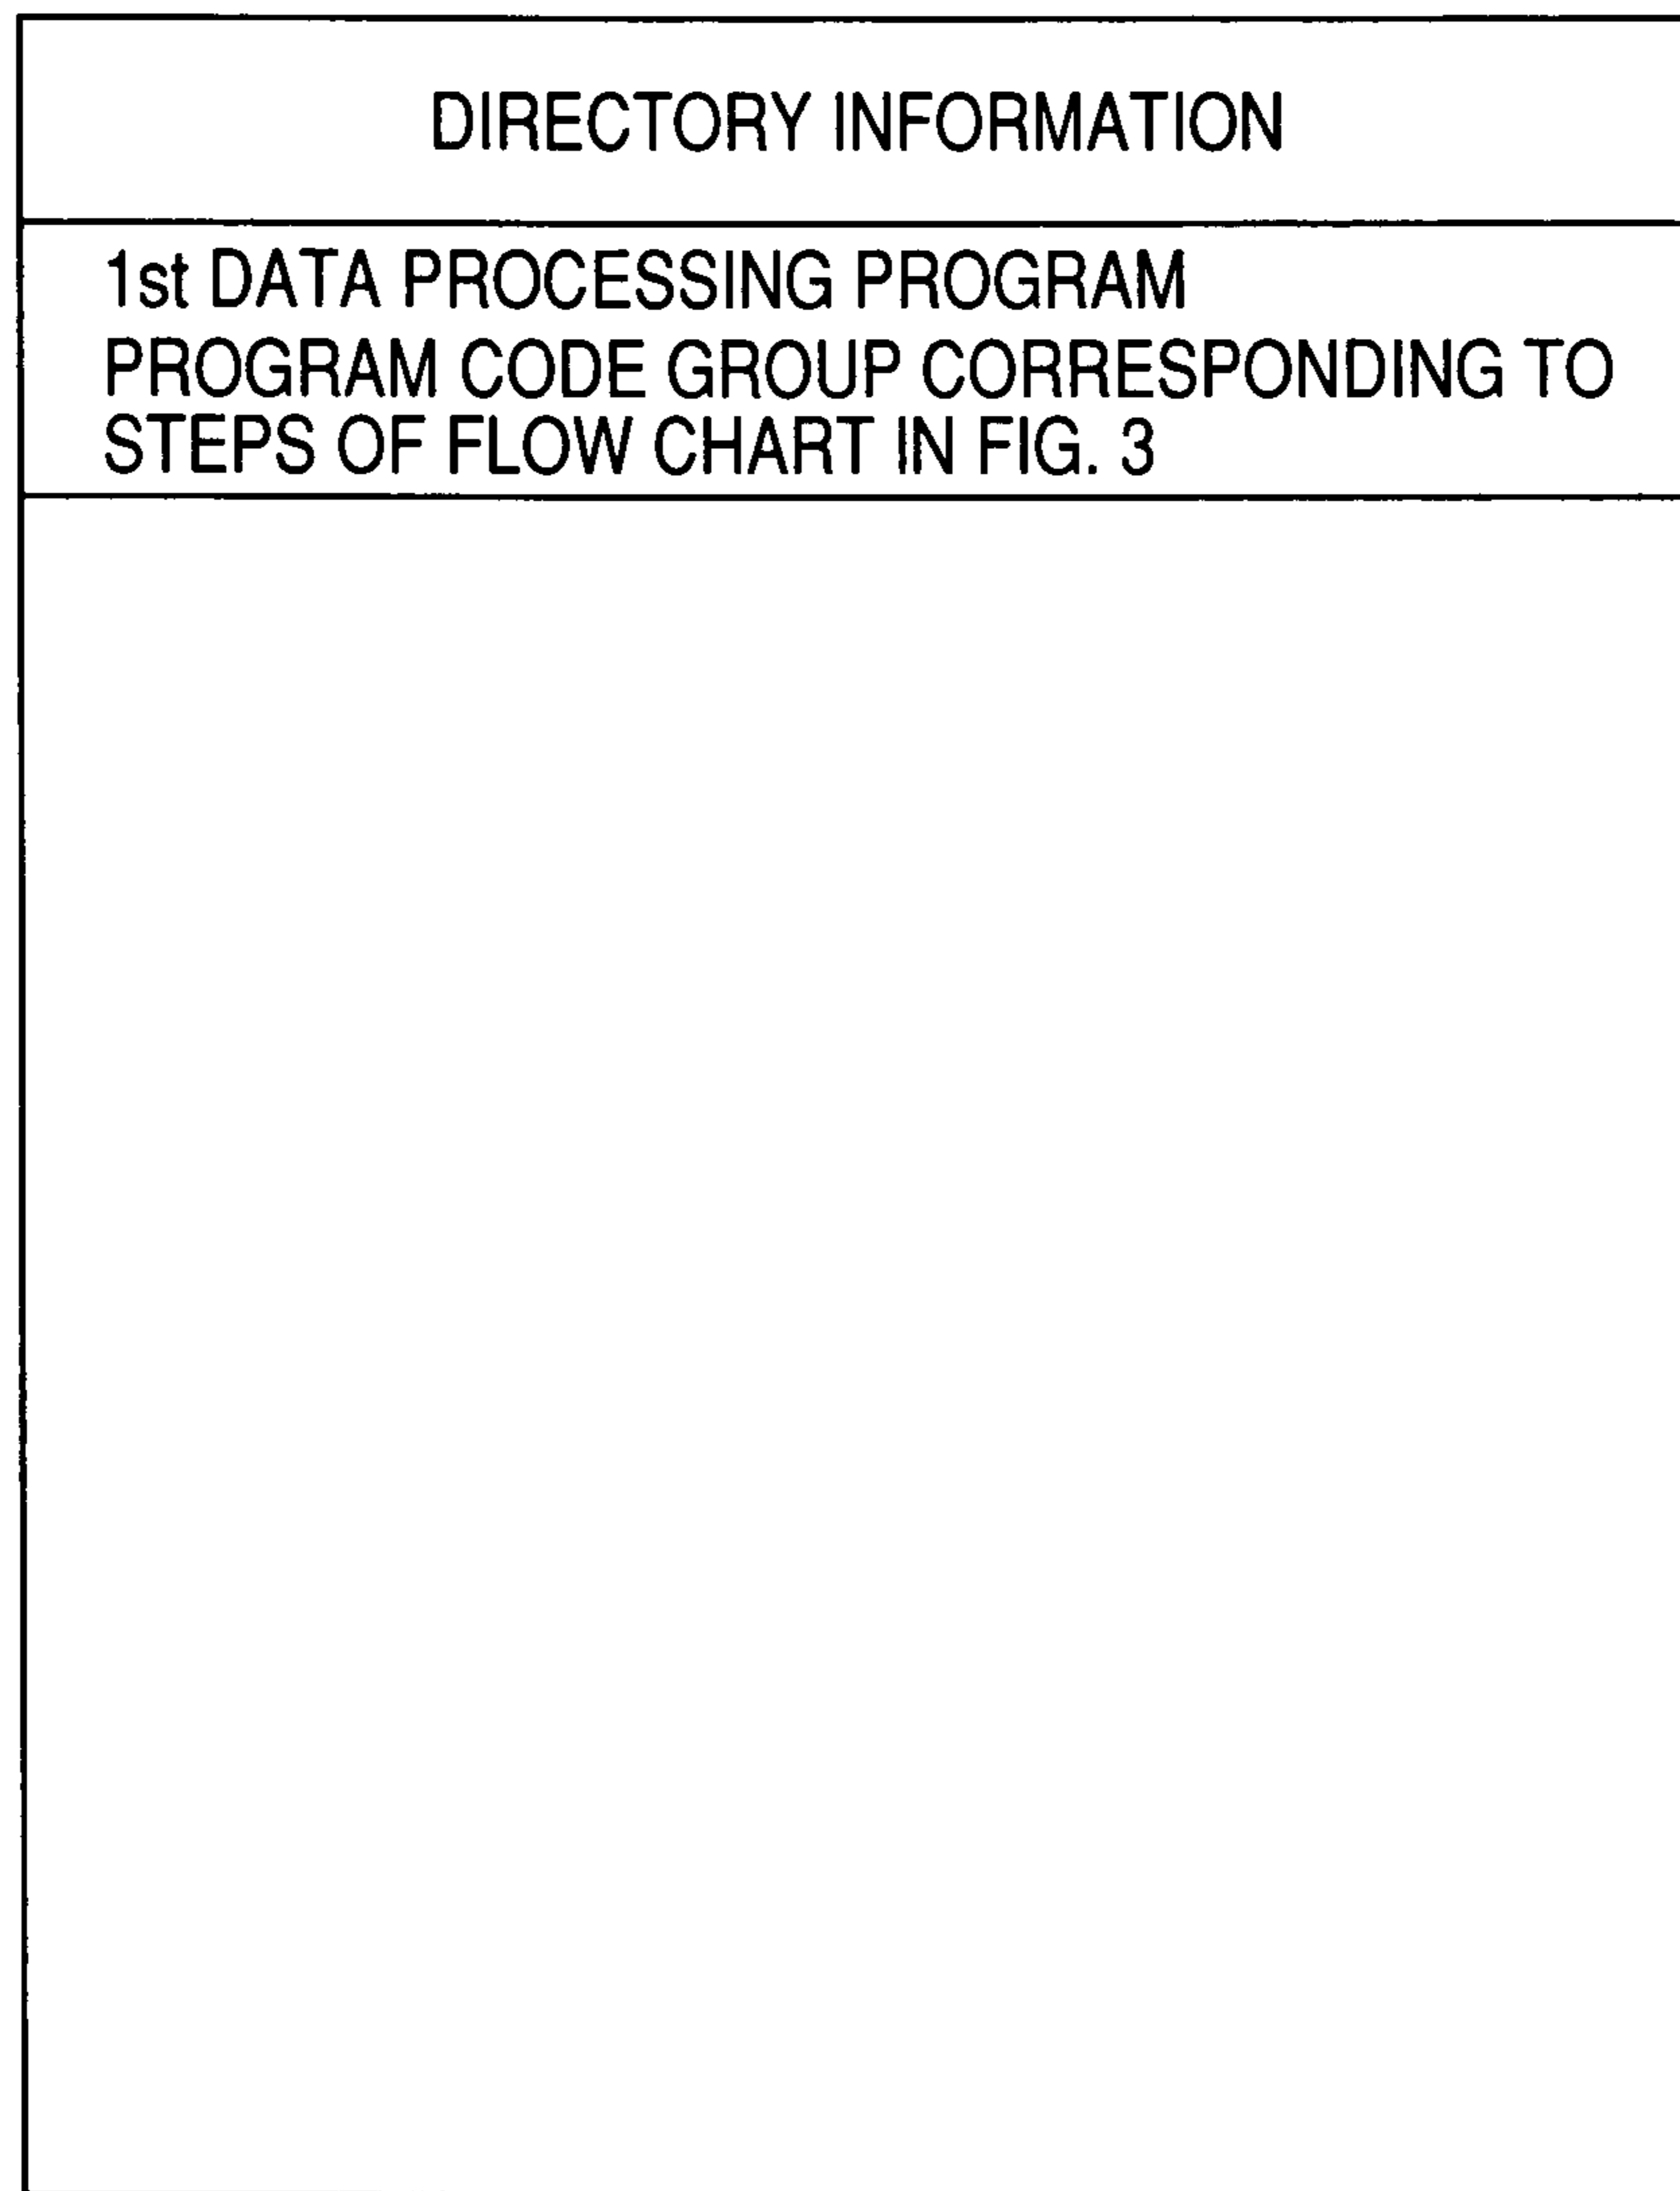 DIRECTORY INFORMATION
1st DATA PROCESSING PROGRAM
PROGRAM CODE GROUP CORRESPONDING TO
STEPS OF FLOW CHART IN FIG. 3